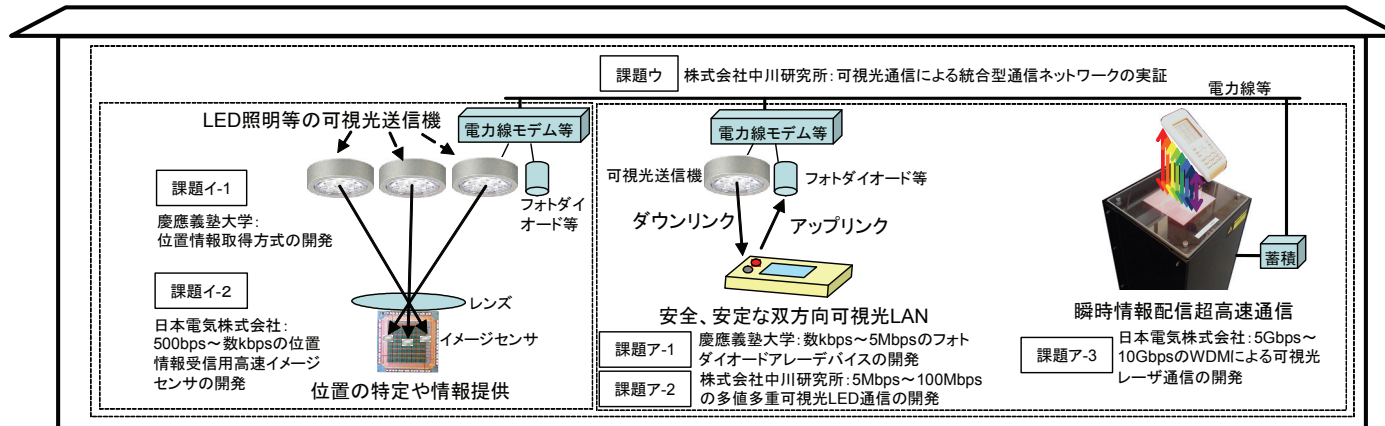 課題ウ
株式会社中川研究所：可視光通信による統合型通信ネットワークの実証
電力線等
LED照明等の可視光送信機
電力線モデム等
フォトダイ
オード等
課題イ-1
慶應義塾大学：
位置情報取得方式の開発
課題イ-2
日本電気株式会社：
500bps～数kbpsの位置
情報受信用高速イメージ
センサの開発
レンズ
イメージセンサ
位置の特定や情報提供
電力線モデム等
可視光送信機
フォトダイオード等
ダウンリンク
アップリンク
安全、安定な双方向可視光LAN
課題ア-1
慶應義塾大学：数kbps～5Mbpsのフォト
ダイオードアレーデバイスの開発
課題ア-2
株式会社中川研究所：5Mbps～100Mbps
の多値多重可視光LED通信の開発
蓄積
瞬時情報配信超高速通信
課題ア-3
日本電気株式会社：5Gbps～
10GbpsのWDMによる可視光
レーザ通信の開発